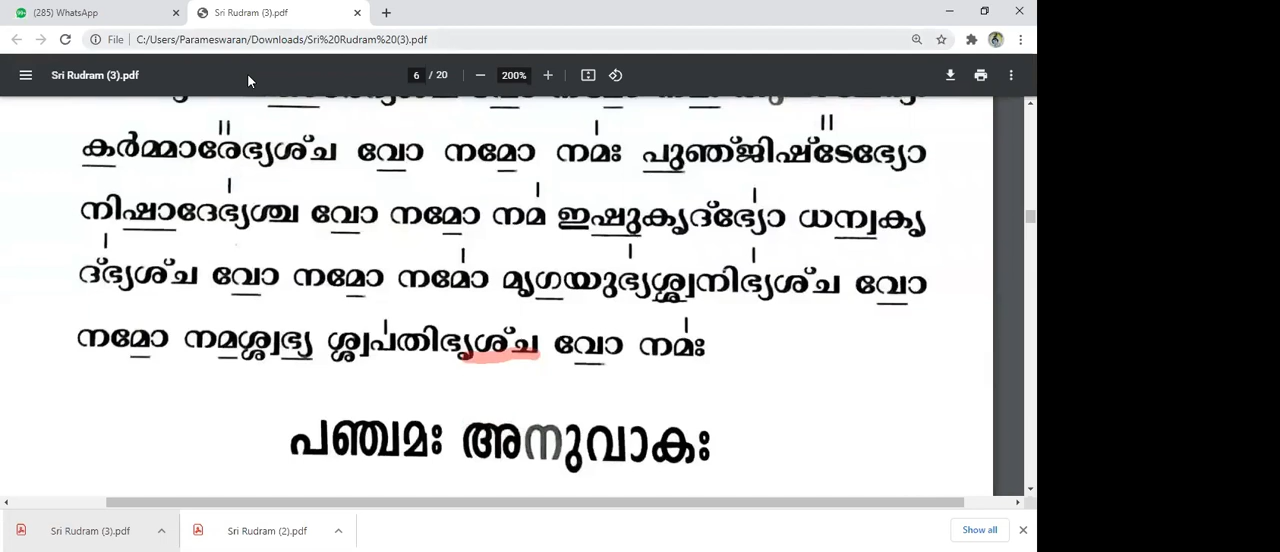 (285) WhatsApp
Sri Rudram (3).pdf
File
C:/Users/Parameswaran/Downloads/Sri%20Rudram%20(3).pdf
Sri Rudram (3).pdf
6 / 20
200%
കർമ്മാരേഭ്യശ്ച വോ നമോ നമഃ പുഞ്ജിഷ്ടേഭ്യോ
നിഷാദേഭ്യശ്ച വോ നമോ നമ ഇഷുകൃദ്ഭ്യോ ധന്വകൃ
ദ്ഭ്യശ്ച വോ നമോ നമോ മൃഗയുഭ്യശ്ശ്വനിഭ്യശ്ച വോ
നമോ നമശ്ശ്വഭ്യ ശ്ശ്വപതിഭ്യശ്ച വോ നമഃ
പഞ്ചമഃ അനുവാകഃ
Sri Rudram (3).pdf
Sri Rudram (2).pdf
Show all